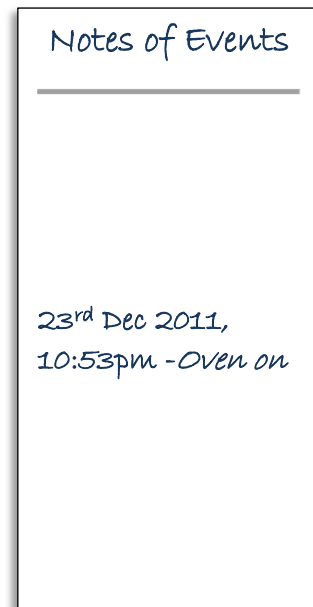 Notes of Events
23rd Dec 2011,
10:53pm -Oven on